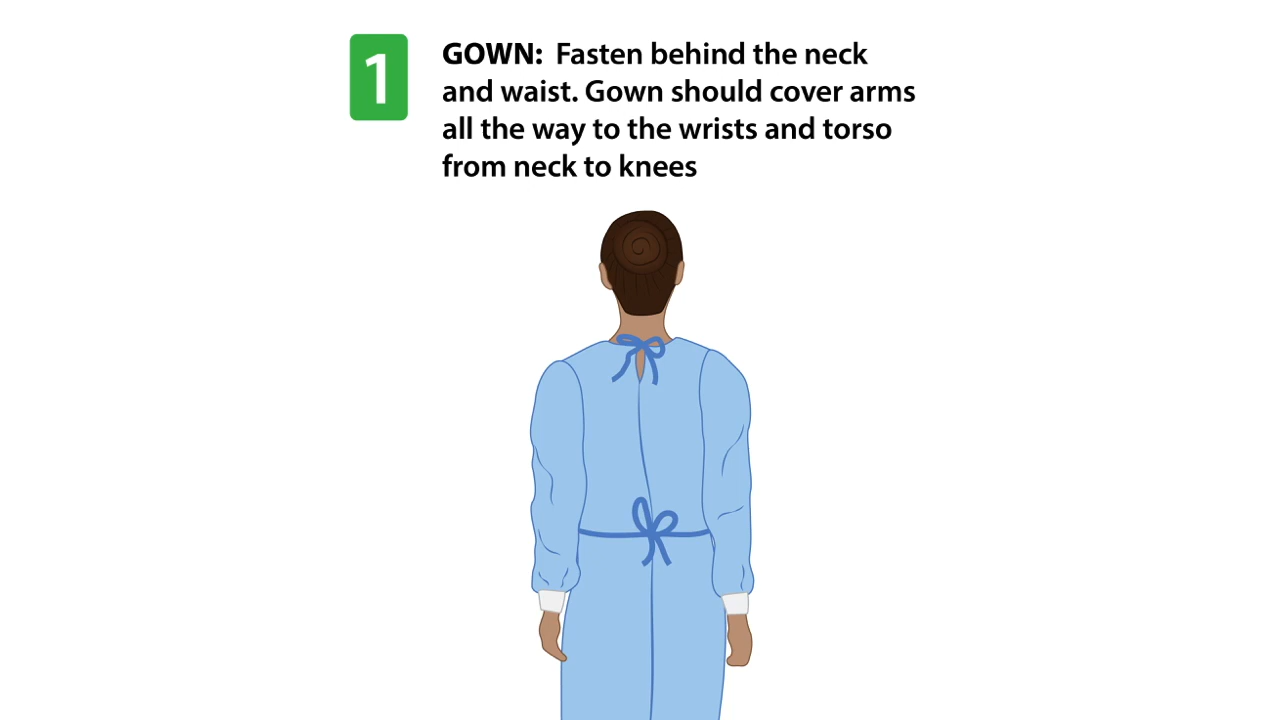 1
GOWN: Fasten behind the neck
and waist. Gown should cover arms
all the way to the wrists and torso
from neck to knees